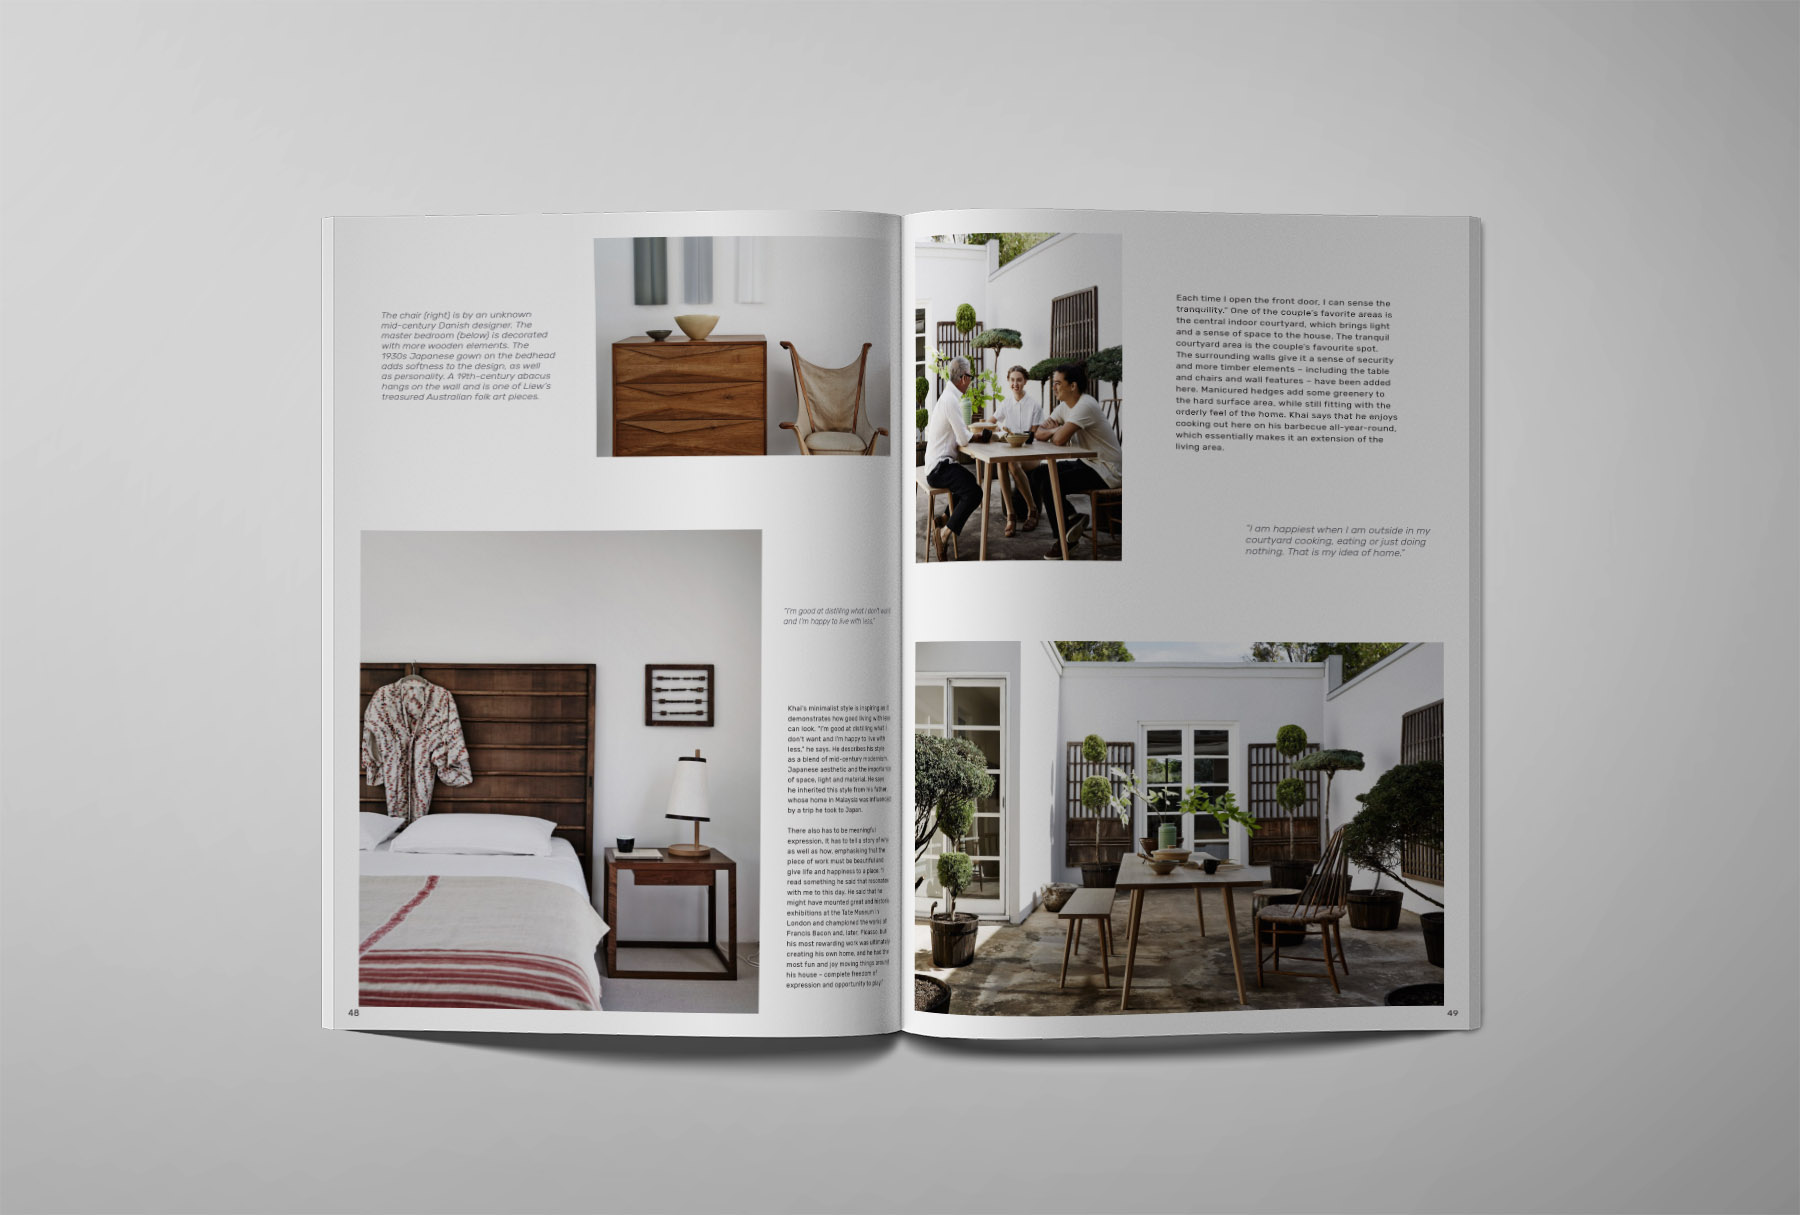 The chair (right) is by an unknown
mid-century Danish designer. The
master bedroom (below) is decorated
with more wooden elements. The
1930s Japanese gown on the bedhead
adds softness to the design, as well
as personality. A 19th-century abacus
hangs on the wall and is one of Liew's
treasured Australian folk art pieces.
"I'm good at distilling what I don't want
and I'm happy to live with less,"
Khai's minimalist style is inspiring as it
demonstrates how good living with less
can look. "I'm good at distilling what I
don't want and I'm happy to live with
less," he says. He describes his style
as a blend of mid-century modernism,
Japanese aesthetic and the importance
of space, light and material. He says
he inherited this style from his father
whose home in Malaysia was influenced
by a trip he took to Japan.
There also has to be meaningful
expression. It has to tell a story of why
as well as how, emphasising that the
piece of work must be beautiful and
give life and happiness to a place. "I
read something he said that resonates
with me to this day. He said that he
might have mounted great and historic
exhibitions at the Tate Museum in
London and championed the works of
Francis Bacon and, later, Picasso, but
his most rewarding work was ultimately
creating his own home, and he had the
most fun and joy moving things around
his house – complete freedom of
expression and opportunity to play."
48
Each time I open the front door, I can sense the
tranquility." One of the couple's favorite areas is
the central indoor courtyard, which brings light
and a sense of space to the house. The tranquil
courtyard area is the couple's favourite spot.
The surrounding walls give it a sense of security
and more timber elements – including the table
and chairs and wall features – have been added
here. Manicured hedges add some greenery to
the hard surface area, while still fitting with the
orderly feel of the home. Khai says that he enjoys
cooking out here on his barbecue all-year-round,
which essentially makes it an extension of the
living area.
"I am happiest when I am outside in my
courtyard cooking, eating or just doing
nothing. That is my idea of home."
49